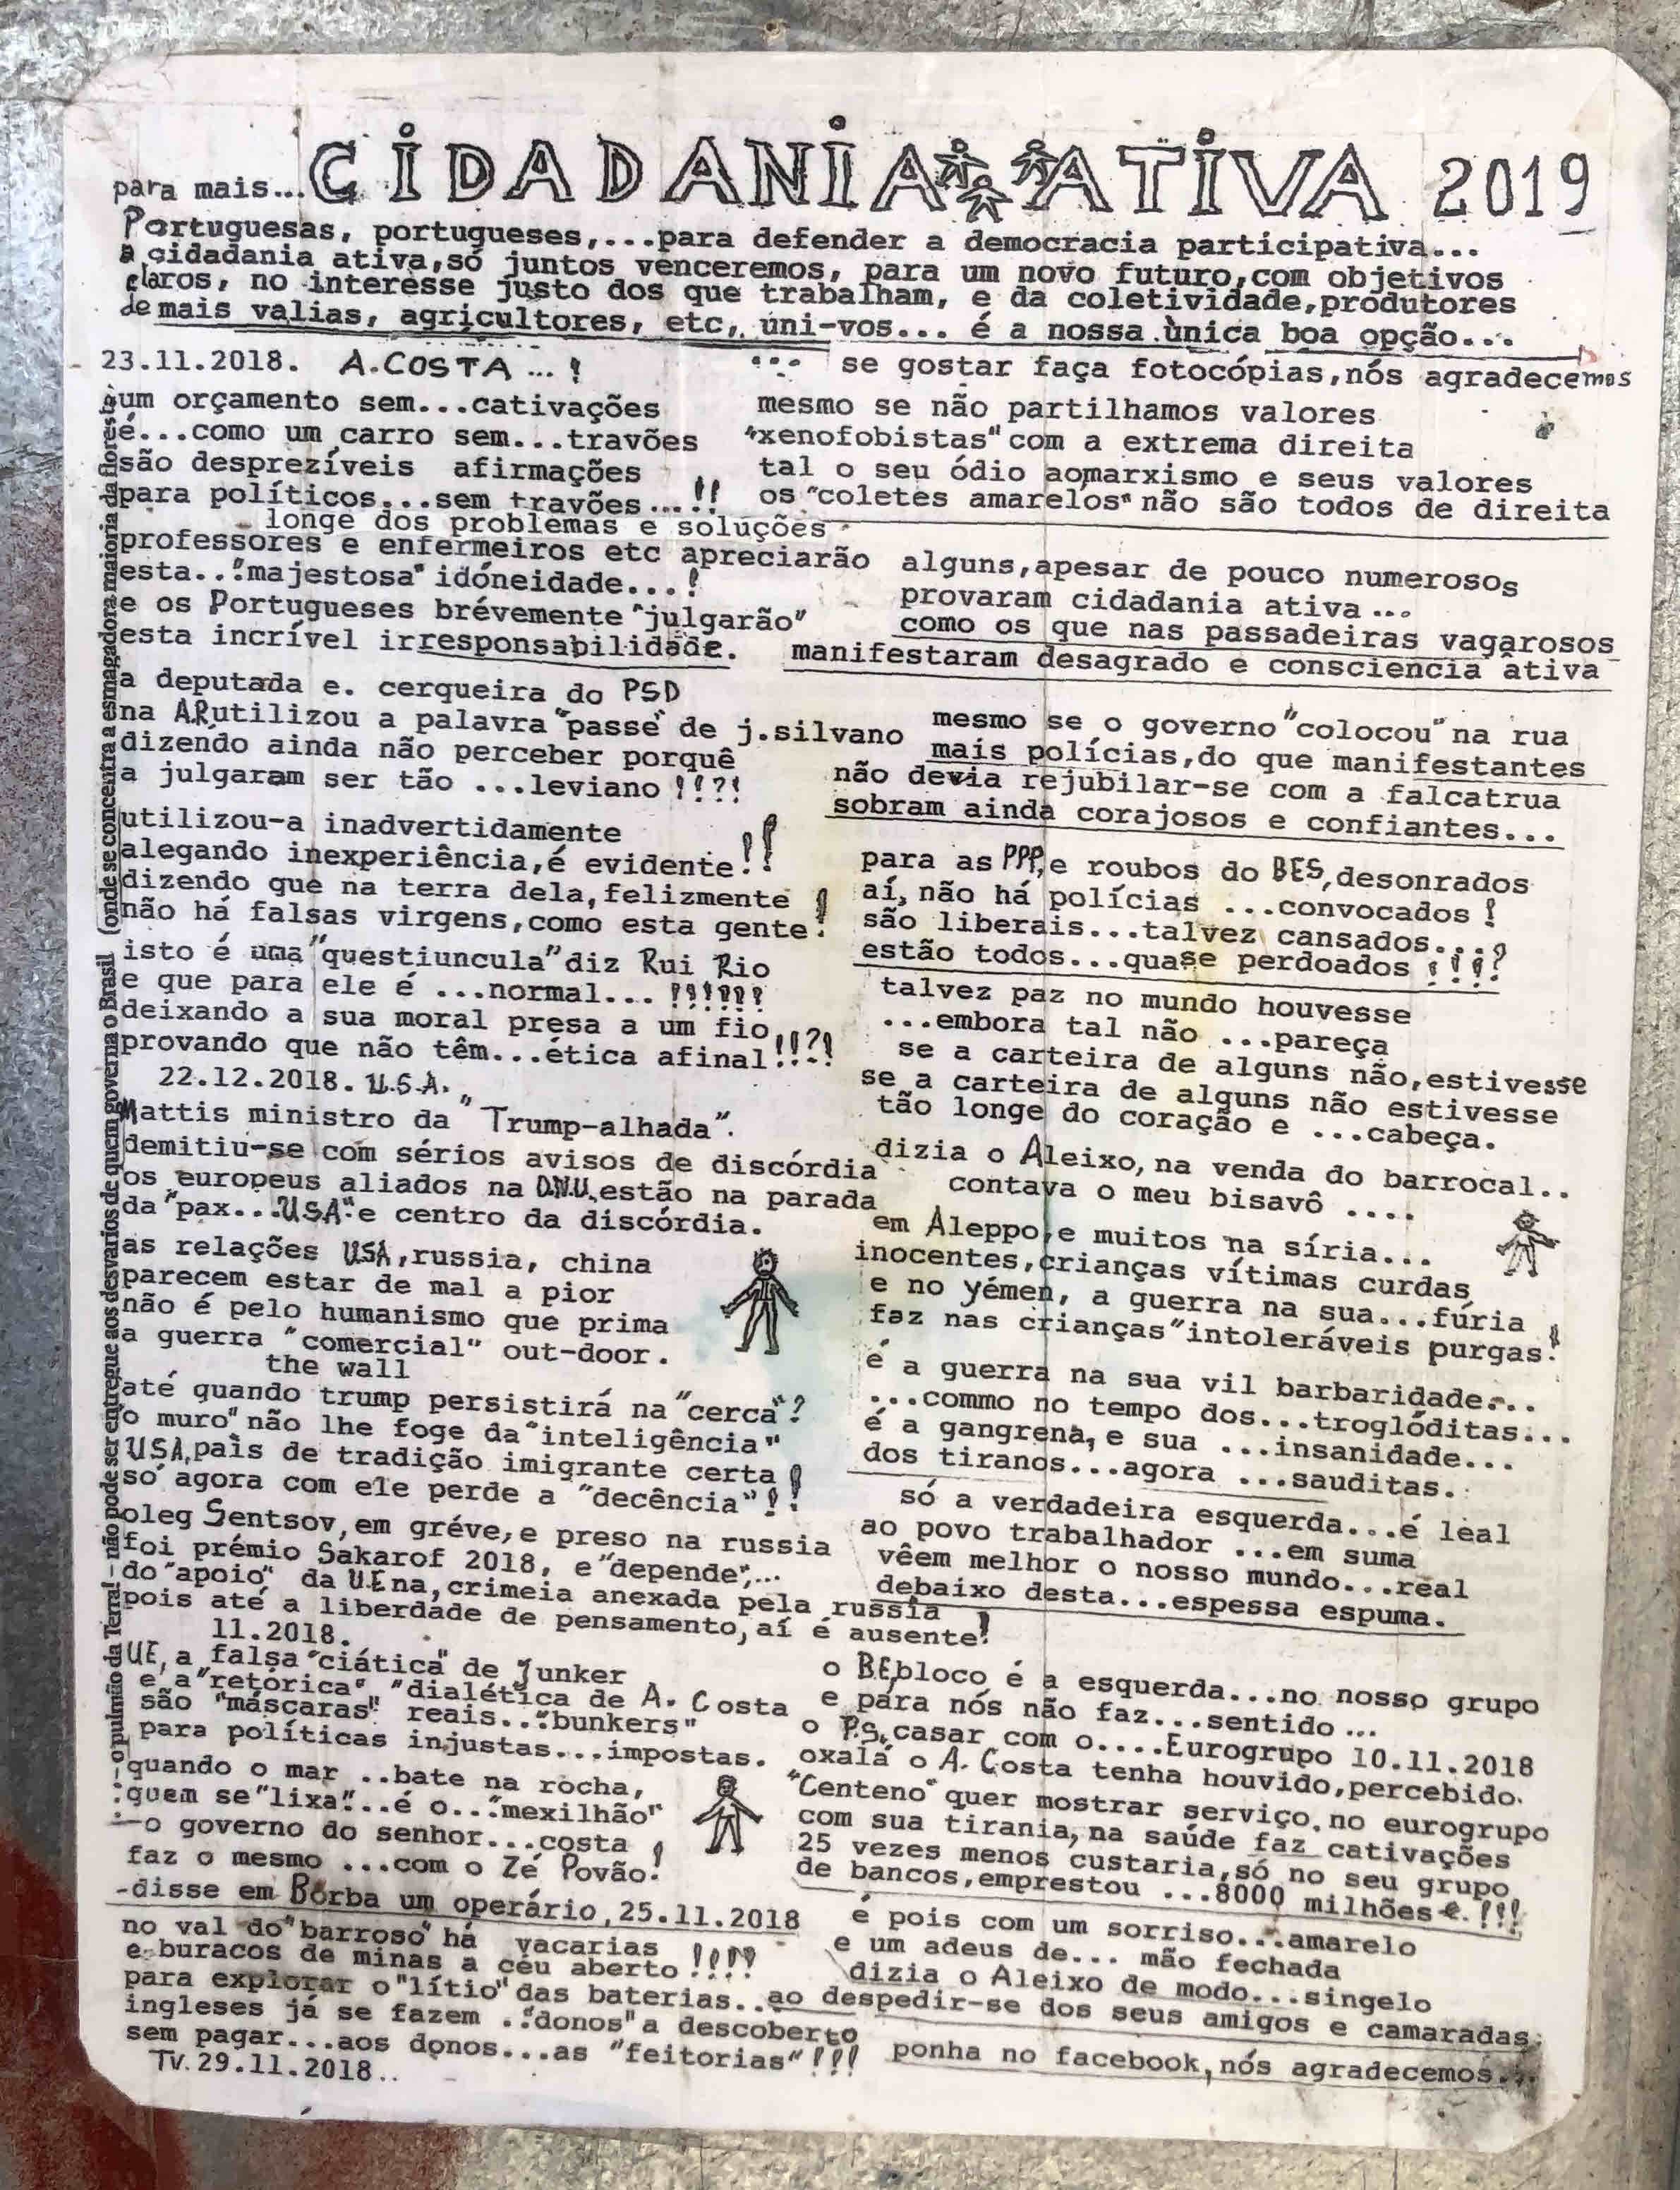 para mais... CiDADANiA ATiVA 2019
Portuguesas, portugueses,...para defender a democracia participativa...
a cidadania ativa,só juntos venceremos, para um novo futuro,com objetivos
claros, no interesse justo dos que trabalham, e da coletividade,produtores
de mais valias, agricultores, etc, uni-vos... é a nossa ùnica boa opção...
23.11.2018. A.COSTA ... !
um orçamento sem...cativações
é...como um carro sem...travões
são desprezíveis afirmações
para políticos...sem travões...!!
longe dos problemas e soluções
professores e enfermeiros etc apreciarão
esta.."majestosa" idóneidade...!
e os Portugueses brévemente "julgarão"
esta incrível irresponsabilidade.
a deputada e. cerqueira do PSD
na A.R utilizou a palavra "passe" de j.silvano
dizendo ainda não perceber porquê
a julgaram ser tão ...leviano !!?!
utilizou-a inadvertidamente
alegando inexperiência,é evidente!!
dizendo que na terra dela,felizmente
não há falsas virgens,como esta gente!
isto é uma "questiuncula" diz Rui Rio
e que para ele é ...normal... !!!???
deixando a sua moral presa a um fio
provando que não têm...ética afinal!!?!
22.12.2018. U.S.A.
Mattis ministro da "Trump-alhada".
demitiu-se com sérios avisos de discórdia
os europeus aliados na O.N.U. estão na parada
da "pax...USA" e centro da discórdia.
as relações USA,russia, china
parecem estar de mal a pior
não é pelo humanismo que prima
a guerra "comercial" out-door.
the wall
até quando trump persistirá na "cerca"?
"o muro" não lhe foge da "inteligência"
USA,paìs de tradição imigrante certa
só agora com ele perde a "decência"!!
oleg Sentsov,em gréve,e preso na russia
foi prémio Sakarof 2018, e "depende",...
do "apoio" da U.E na,crimeia anexada pela russia
pois até a liberdade de pensamento,aí é ausente!
11.2018.
UE, a falsa "ciática" de Junker
e a "retórica" "dialética de A. Costa
são "máscaras" reais..."bunkers"
para políticas injustas...impostas.
quando o mar ..bate na rocha,
quem se "lixa"...é o..."mexilhão"
—o governo do senhor...costa
faz o mesmo ...com o Zé Povão!
-disse em Borba um operário,25.11.2018
no val do "barroso" há vacarias
e buracos de minas a céu aberto !!!!
para explorar o "lítio" das baterias..
ingleses já se fazem .."donos" a descoberto
sem pagar...aos donos...as "feitorias"!!!
Tv.29.11.2018..
se gostar faça fotocópias,nós agradecemos
mesmo se não partilhamos valores
"xenofobistas" com a extrema direita
tal o seu ódio aomarxismo e seus valores
os "coletes amarelos" não são todos de direita
alguns,apesar de pouco numerosos
provaram cidadania ativa ...
como os que nas passadeiras vagarosos
manifestaram desagrado e consciencia ativa
mesmo se o governo "colocou" na rua
mais polícias,do que manifestantes
não devia rejubilar-se com a falcatrua
sobram ainda corajosos e confiantes...
para as PPP,e roubos do BES,desonrados
aí, não há polícias ...convocados !
são liberais...talvez cansados...
estão todos...quase perdoados !!!?
talvez paz no mundo houvesse
...embora tal não ...pareça
se a carteira de alguns não,estivesse
se a carteira de alguns não estivesse
tão longe do coração e ...cabeça.
dizia o Aleixo,na venda do barrocal..
contava o meu bisavô ....
em Aleppo,e muitos na síria...
inocentes,crianças vítimas curdas
e no yémen, a guerra na sua...fúria
faz nas crianças "intoleráveis purgas!
é a guerra na sua vil barbaridade...
...commo no tempo dos...troglóditas...
é a gangrena,e sua ...insanidade...
dos tiranos...agora ...sauditas.
só a verdadeira esquerda...é leal
ao povo trabalhador ...em suma
vêem melhor o nosso mundo...real
debaixo desta...espessa espuma.
o B.E,bloco é a esquerda...no nosso grupo
e para nós não faz...sentido...
o P.S,casar com o....Eurogrupo 10.11.2018
oxalá o A. Costa tenha houvido,percebido.
"Centeno" quer mostrar serviço,no eurogrupo
com sua tirania,na saúde faz cativações
25 vezes menos custaria,só no seu grupo
de bancos,emprestou ...8000 milhões €.!!!
é pois com um sorriso...amarelo
e um adeus de... mão fechada
dizia o Aleixo de modo...singelo
ao despedir-se dos seus amigos e camaradas.
ponha no facebook,nós agradecemos...
– o pulmão da Terra! – não pode ser entregue aos desvarios de quem governa o Brasil (onde se concentra a esmagadora maioria da floresta